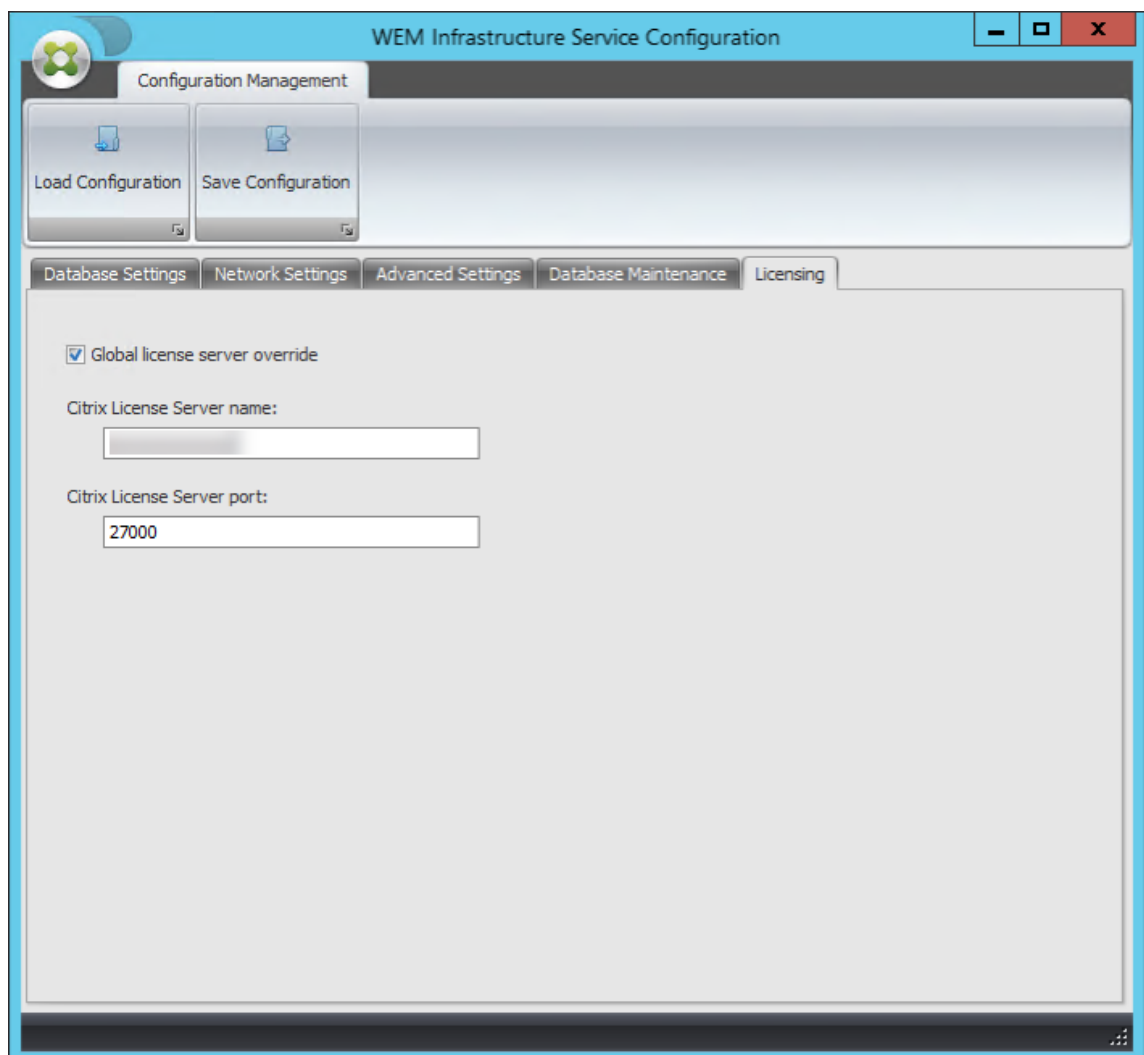 WEM Infrastructure Service Configuration
Configuration Management
Load Configuration Save Configuration
Database Settings Network Settings Advanced Settings Database Maintenance Licensing
Global license server override
Citrix License Server name:
Citrix License Server port:
27000